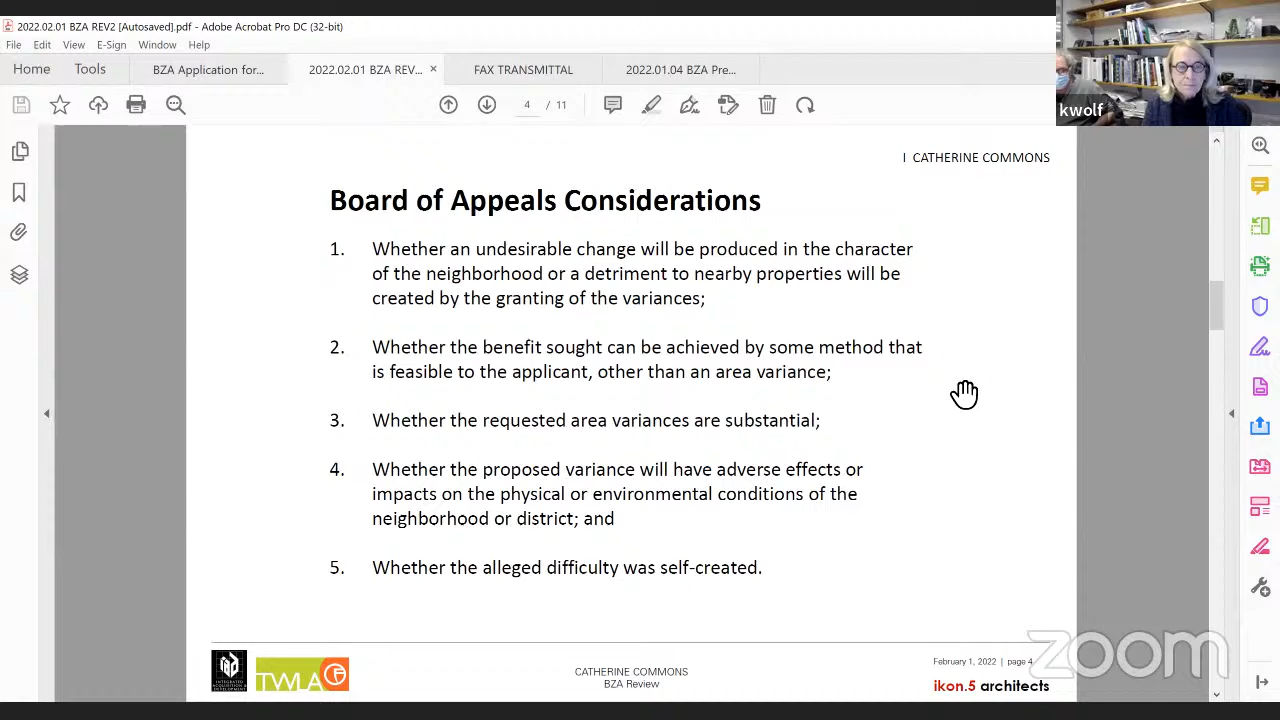 2022.02.01 BZA REV2 [Autosaved].pdf - Adobe Acrobat Pro DC (32-bit)
File Edit View E-Sign Window Help
Home Tools BZA Application for... 2022.02.01 BZA REV... × FAX TRANSMITTAL 2022.01.04 BZA Pre...
4 / 11
kwolf
I CATHERINE COMMONS
Board of Appeals Considerations
1. Whether an undesirable change will be produced in the character
of the neighborhood or a detriment to nearby properties will be
created by the granting of the variances;
2. Whether the benefit sought can be achieved by some method that
is feasible to the applicant, other than an area variance;
3. Whether the requested area variances are substantial;
4. Whether the proposed variance will have adverse effects or
impacts on the physical or environmental conditions of the
neighborhood or district; and
5. Whether the alleged difficulty was self-created.
TWLA
CATHERINE COMMONS
BZA Review
February 1, 2022 | page 4
ikon.5 architects
zoom